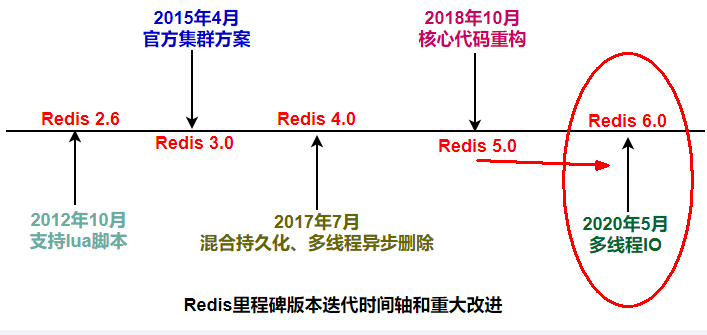 2015年4月
官方集群方案
2018年10月
核心代码重构
Redis 2.6
Redis 3.0
Redis 4.0
Redis 5.0
Redis 6.0
2012年10月
支持lua脚本
2017年7月
混合持久化、多线程异步删除
2020年5月
多线程IO
Redis里程碑版本迭代时间轴和重大改进